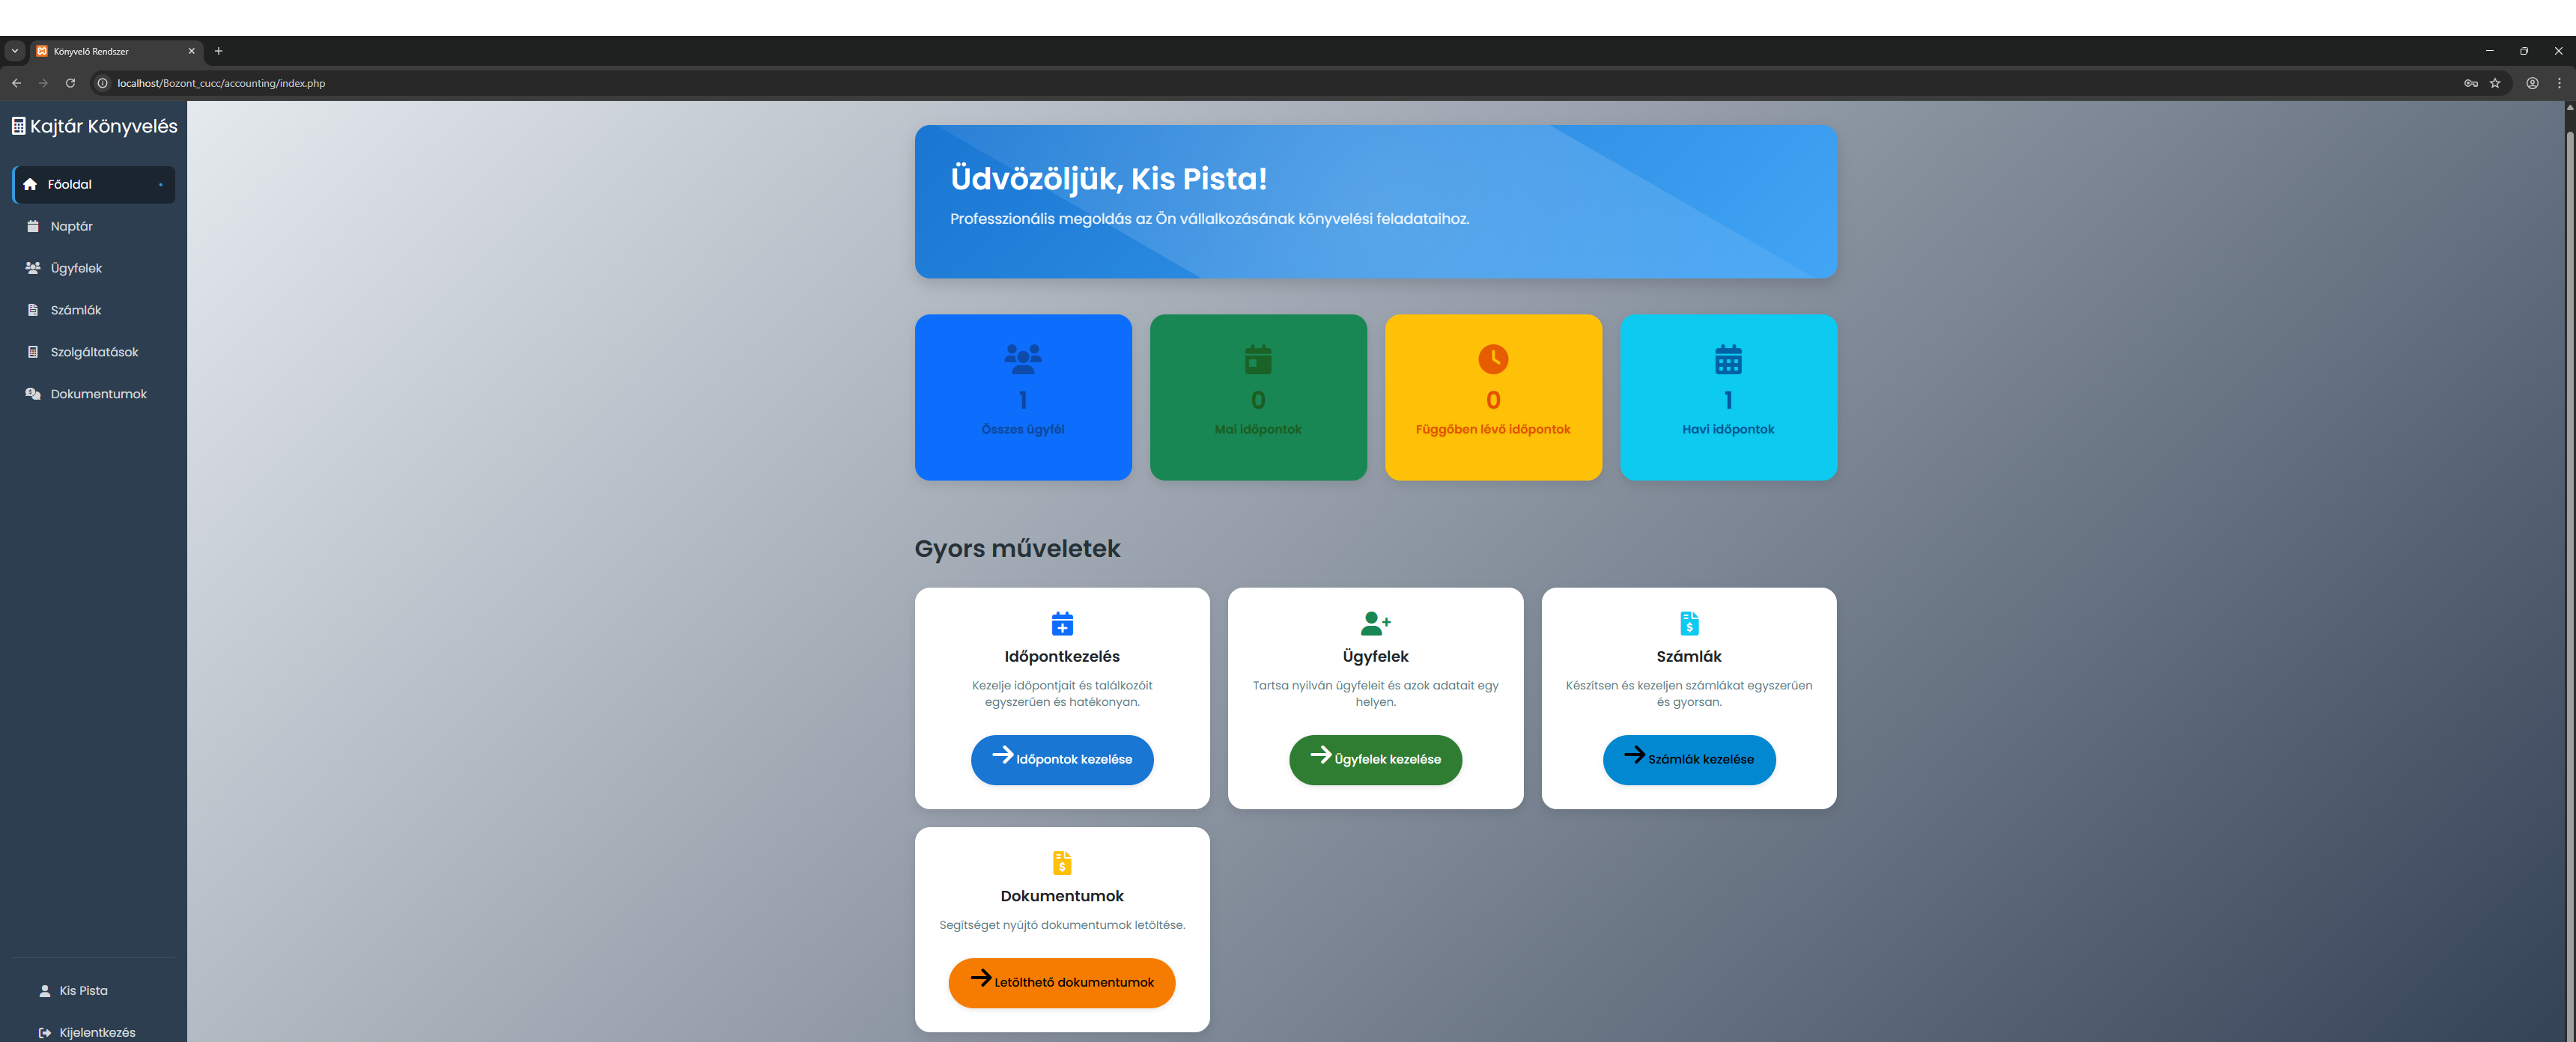 Könyvelő Rendszer
localhost/Bozont_cucc/accounting/index.php
Kajtár Könyvelés
Főoldal
Naptár
Ügyfelek
Számlák
Szolgáltatások
Dokumentumok
Kis Pista
Kijelentkezés
Üdvözöljük, Kis Pista!
Professzionális megoldás az Ön vállalkozásának könyvelési feladataihoz.
1
Összes ügyfél
0
Mai időpontok
0
Függőben lévő időpontok
1
Havi időpontok
Gyors műveletek
Időpontkezelés
Kezelje időpontjait és találkozóit
egyszerűen és hatékonyan.
Időpontok kezelése
Ügyfelek
Tartsa nyilván ügyfeleit és azok adatait egy
helyen.
Ügyfelek kezelése
Számlák
Készítsen és kezeljen számlákat egyszerűen
és gyorsan.
Számlák kezelése
Dokumentumok
Segítséget nyújtó dokumentumok letöltése.
Letölthető dokumentumok